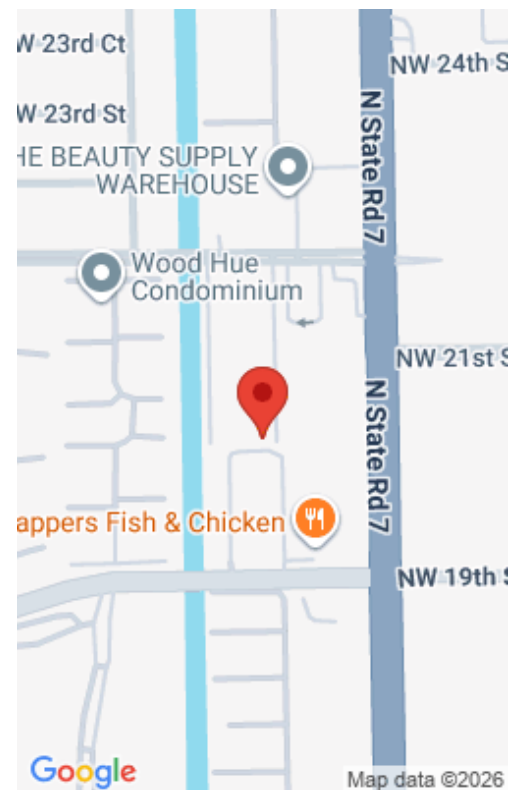 W 23rd Ct
NW 24th S
W 23rd St
N State Rd 7
HE BEAUTY SUPPLY
WAREHOUSE
Wood Hue
Condominium
NW 21st S
N State Rd 7
appers Fish & Chicken
NW 19th S
Google
Map data ©2026